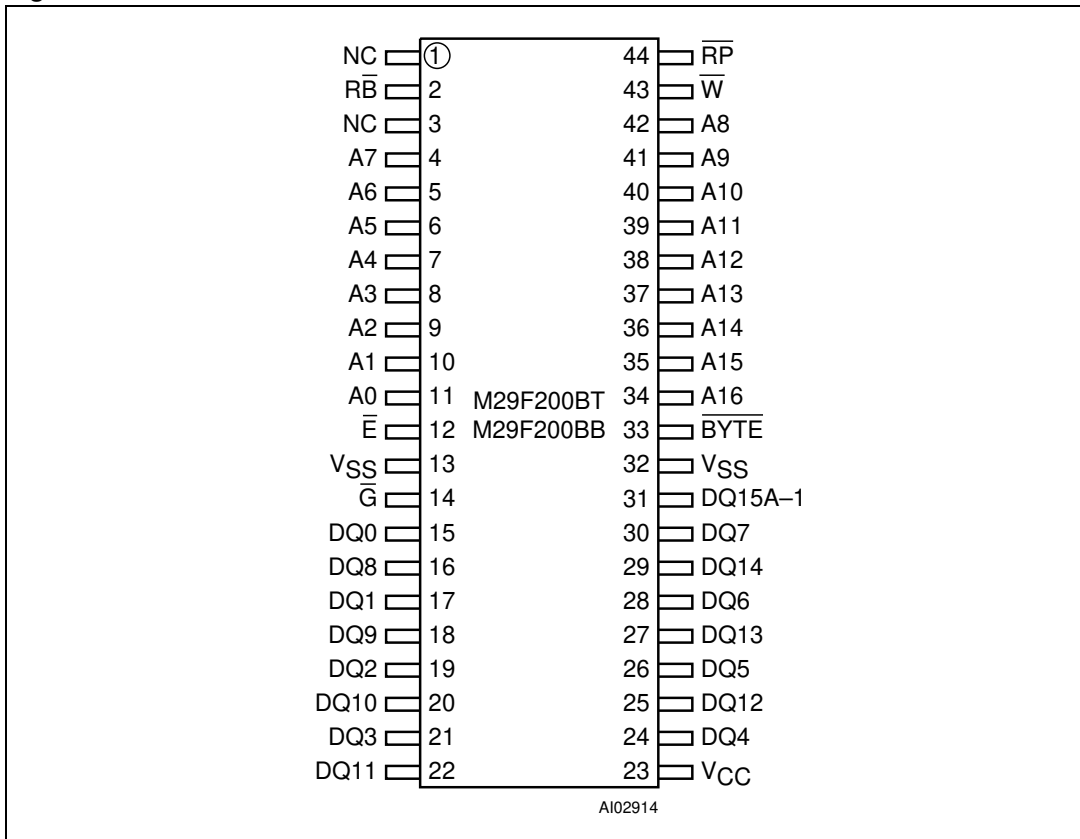 NC 1 44 R̅P̅
RB̅ 2 43 W̅
NC 3 42 A8
A7 4 41 A9
A6 5 40 A10
A5 6 39 A11
A4 7 38 A12
A3 8 37 A13
A2 9 36 A14
A1 10 35 A15
A0 11 M29F200BT 34 A16
E̅ 12 M29F200BB 33 B̅Y̅T̅E̅
VSS 13 32 VSS
G̅ 14 31 DQ15A–1
DQ0 15 30 DQ7
DQ8 16 29 DQ14
DQ1 17 28 DQ6
DQ9 18 27 DQ13
DQ2 19 26 DQ5
DQ10 20 25 DQ12
DQ3 21 24 DQ4
DQ11 22 23 VCC
AI02914